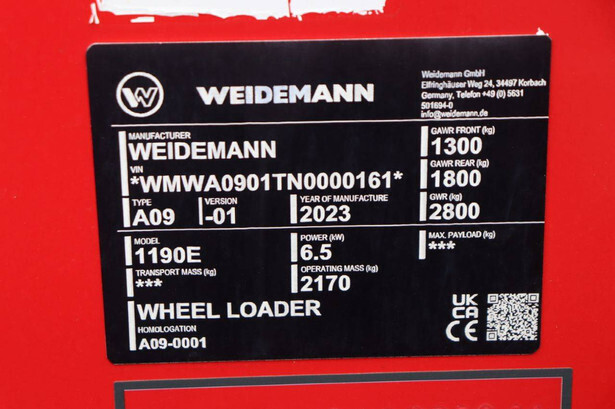 W WEIDEMANN
Weidemann GmbH
Elfringhäuser Weg 24, 34497 Korbach
Germany, Telefon +49 (0) 5631
501694-0
info@weidemann.de
MANUFACTURER
WEIDEMANN
VIN
*WMWA0901TN0000161*
TYPE
A09
VERSION
-01
YEAR OF MANUFACTURE
2023
GAWR FRONT (kg)
1300
GAWR REAR (kg)
1800
GWR (kg)
2800
MODEL
1190E
POWER (kW)
6.5
MAX. PAYLOAD (kg)
***
TRANSPORT MASS (kg)
***
OPERATING MASS (kg)
2170
WHEEL LOADER
HOMOLOGATION
A09-0001
UK
CA
CE